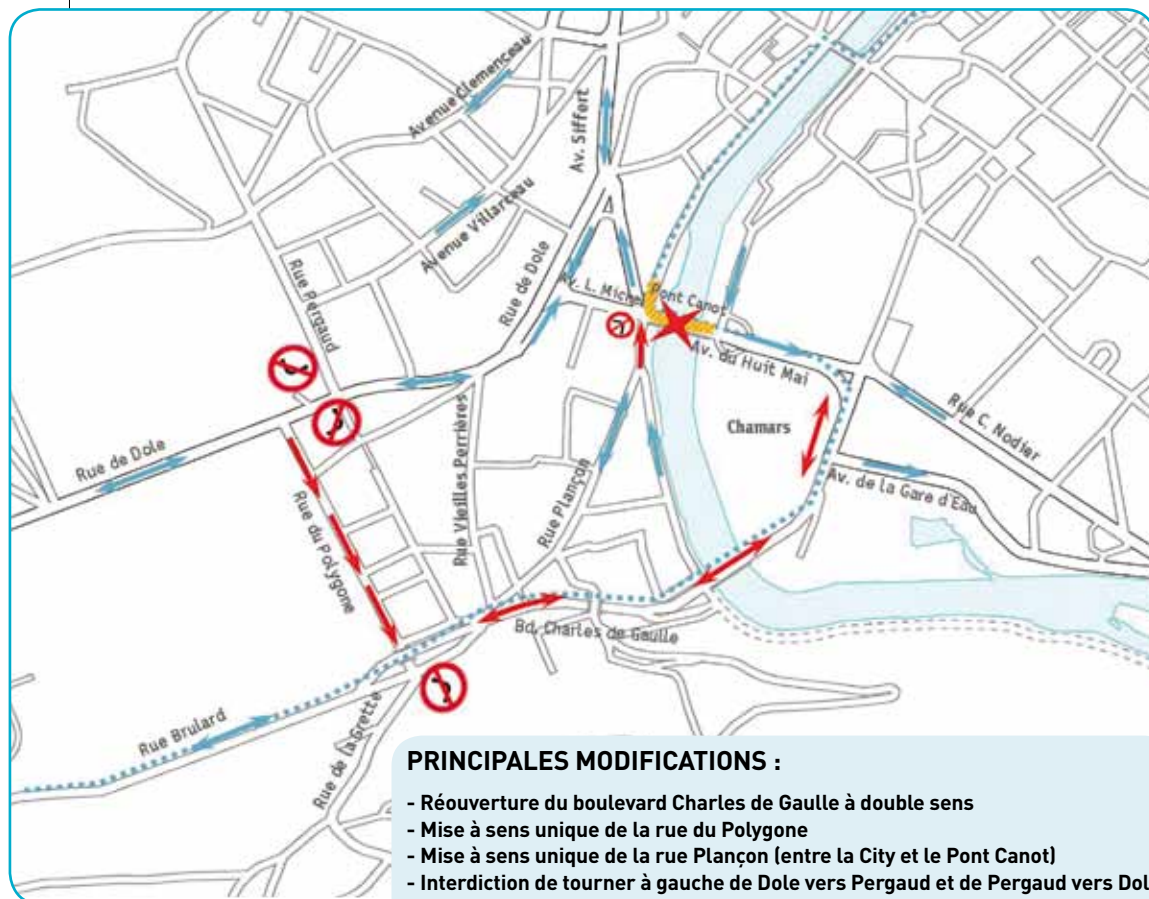 Avenue Clemenceau
Av. Siffert
Avenue Villarceau
Rue Pergaud
Rue de Dole
Av. L. Michel
Pont Canot
Av. du Huit Mai
Rue C. Nodier
Chamars
Av. de la Gare d'Eau
Rue de Dole
Rue Vieilles Perrières
Rue Plançon
Rue du Polygone
Bd. Charles de Gaulle
Rue Brulard
Rue de la Grette
PRINCIPALES MODIFICATIONS :
- Réouverture du boulevard Charles de Gaulle à double sens
- Mise à sens unique de la rue du Polygone
- Mise à sens unique de la rue Plançon (entre la City et le Pont Canot)
- Interdiction de tourner à gauche de Dole vers Pergaud et de Pergaud vers Dol